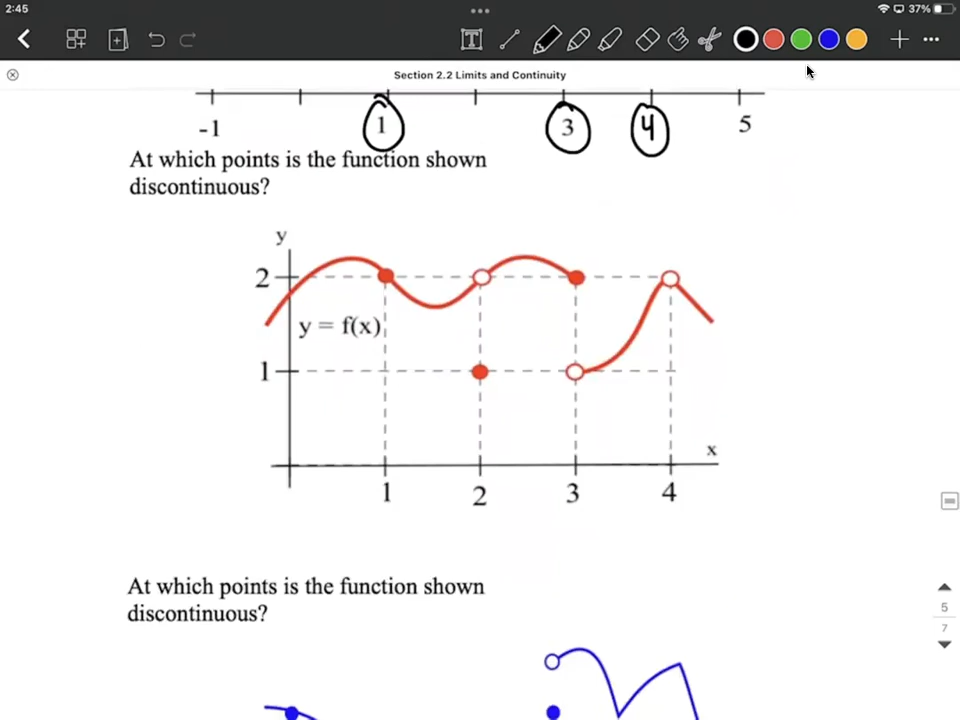 2:45
37%
T
Section 2.2 Limits and Continuity
-1 1 3 4 5
At which points is the function shown
discontinuous?
y
2
y = f(x)
1
x
1 2 3 4
At which points is the function shown
discontinuous?
5
7